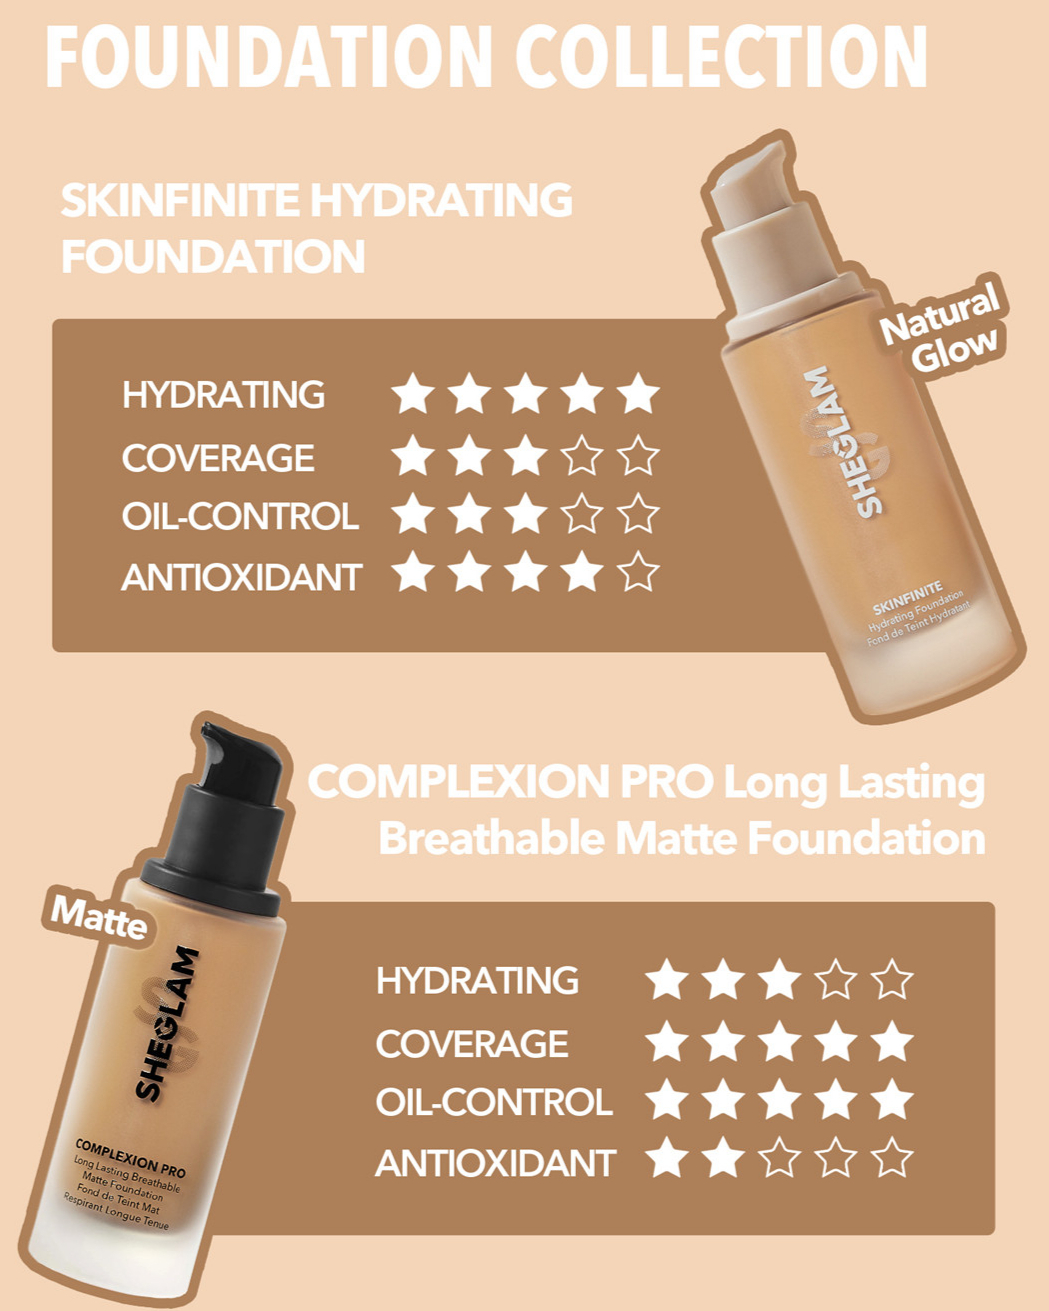 FOUNDATION COLLECTION
SKINFINITE HYDRATING
FOUNDATION
Natural
Glow
HYDRATING
COVERAGE
OIL-CONTROL
ANTIOXIDANT
SHEGLAM
SKINFINITE
Hydrating Foundation
Fond de Teint Hydratant
COMPLEXION PRO Long Lasting
Breathable Matte Foundation
Matte
SHEGLAM
COMPLEXION PRO
Long Lasting Breathable
Matte Foundation
Fond de Teint Mat
Respirant Longue Tenue
HYDRATING
COVERAGE
OIL-CONTROL
ANTIOXIDANT